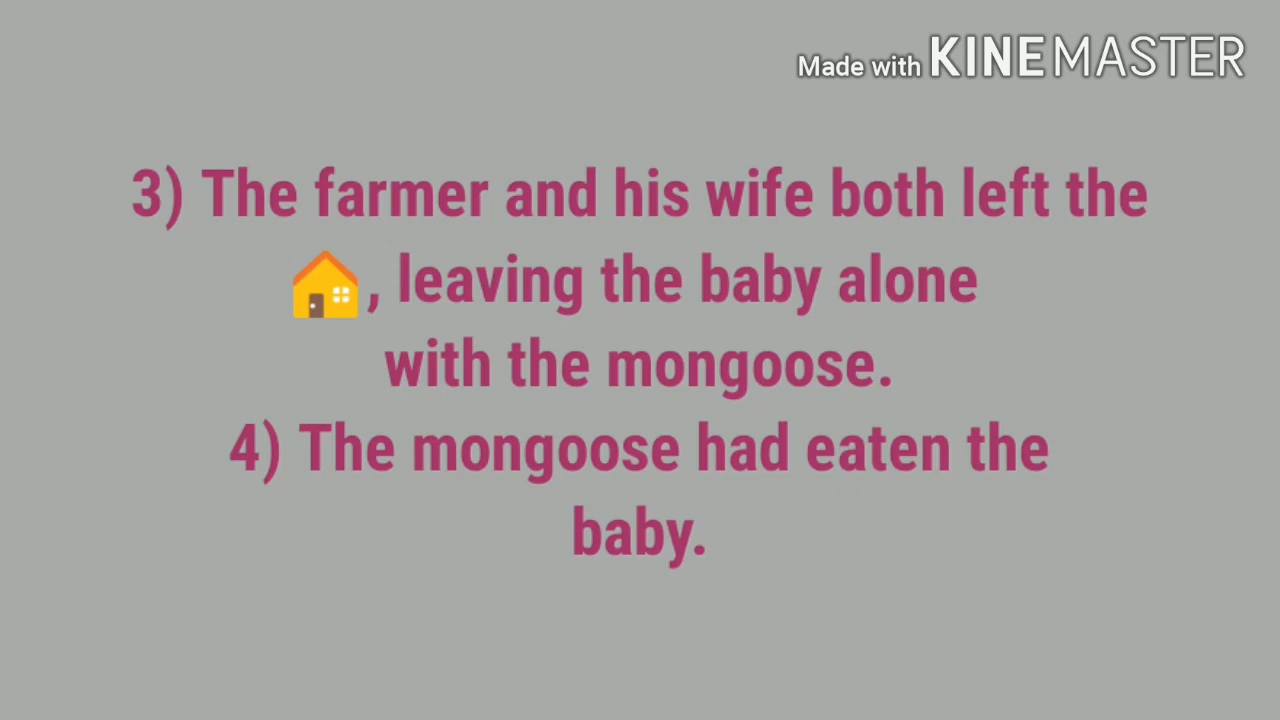 Made with KINEMASTER
3) The farmer and his wife both left the
🏠, leaving the baby alone
with the mongoose.
4) The mongoose had eaten the
baby.